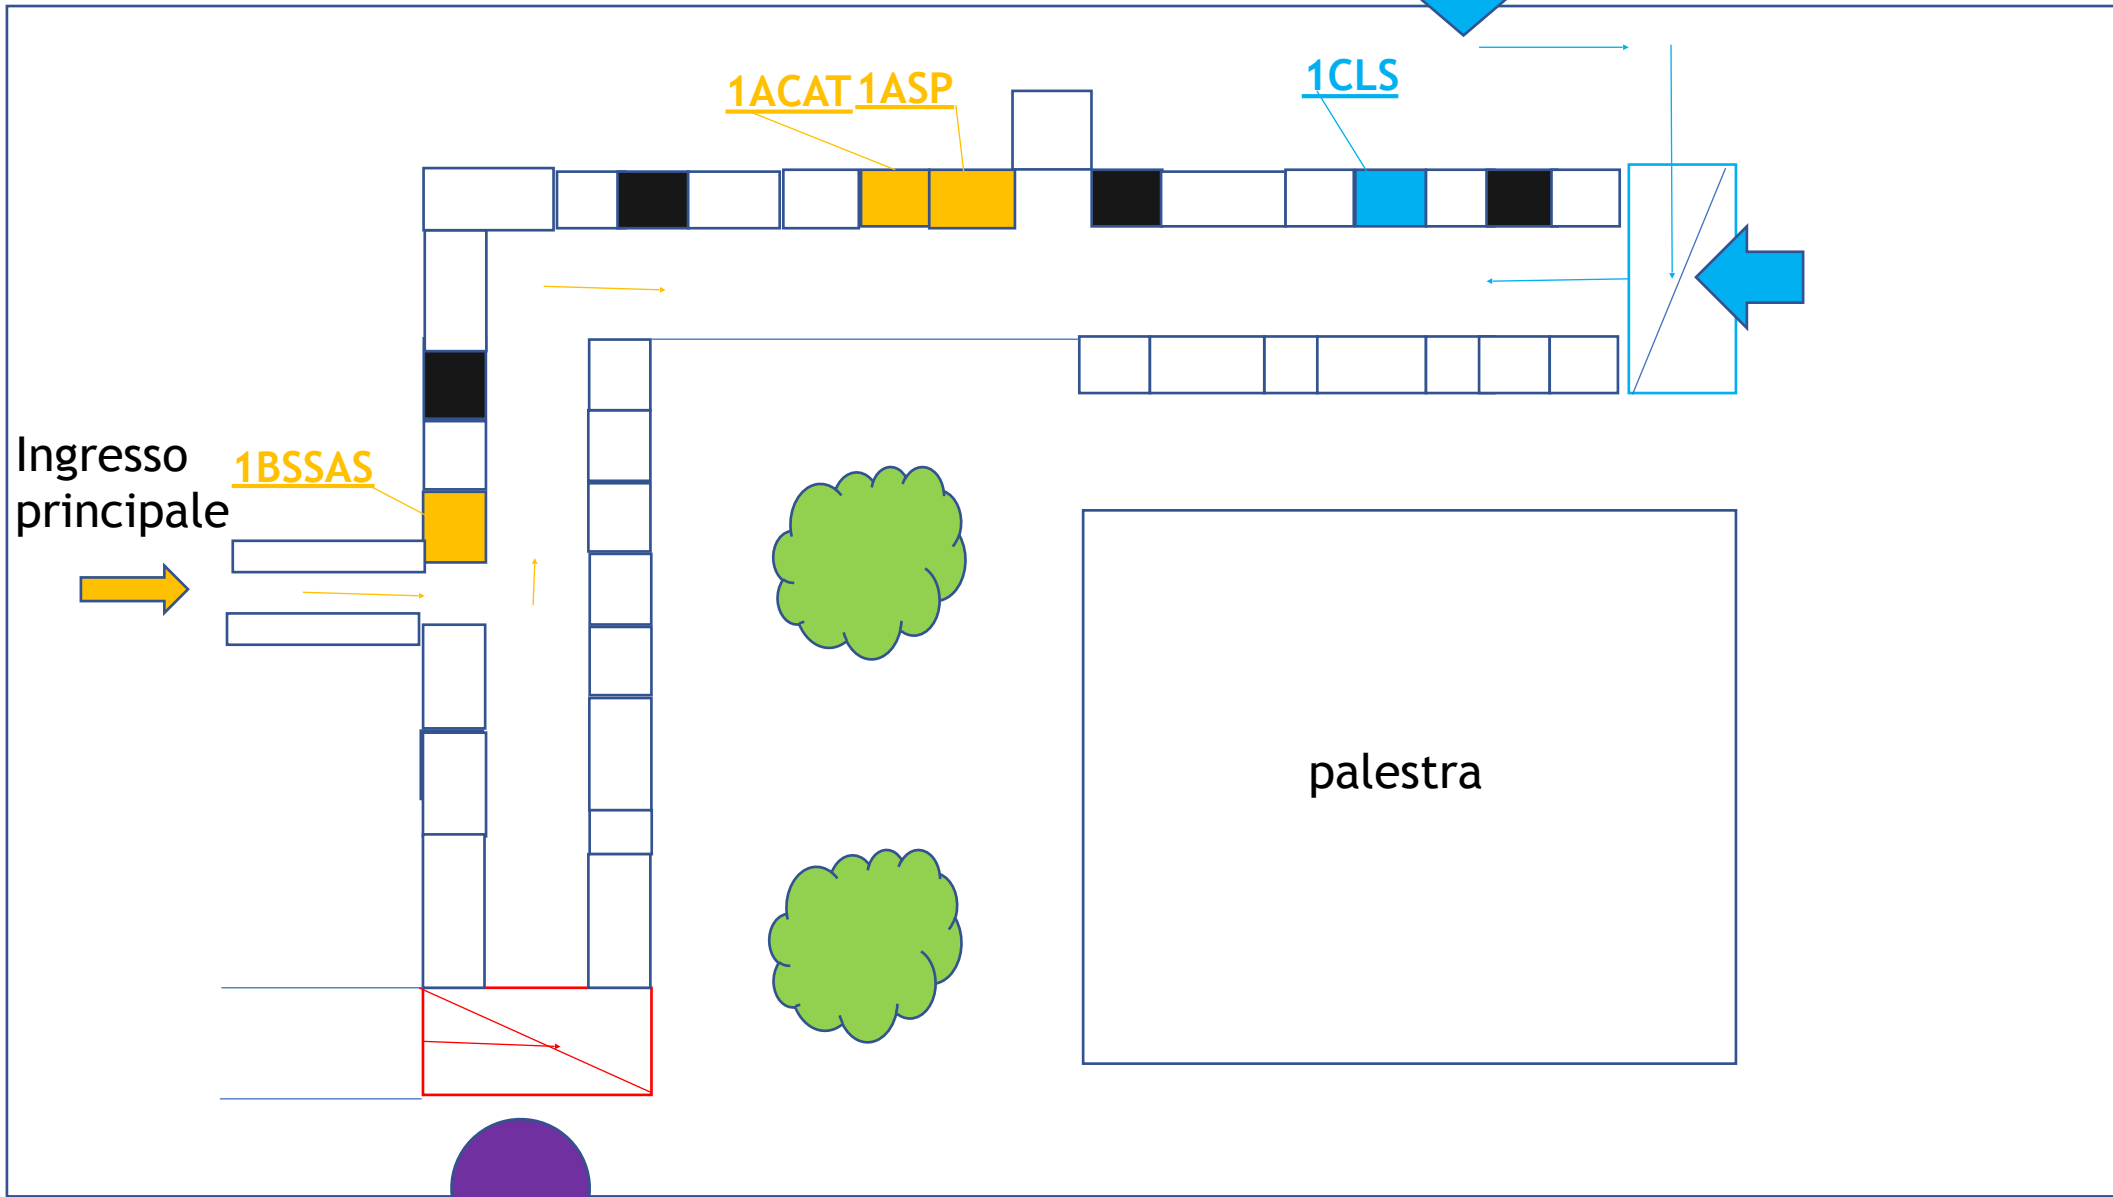 1ACAT 1ASP
1CLS
Ingresso
principale
1BSSAS
palestra